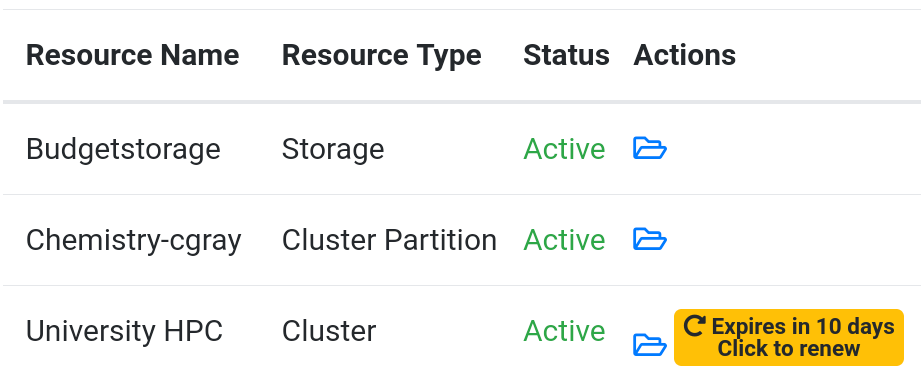 Resource Name Resource Type Status Actions
Budgetstorage Storage Active
Chemistry-cgray Cluster Partition Active
University HPC Cluster Active Expires in 10 days
Click to renew